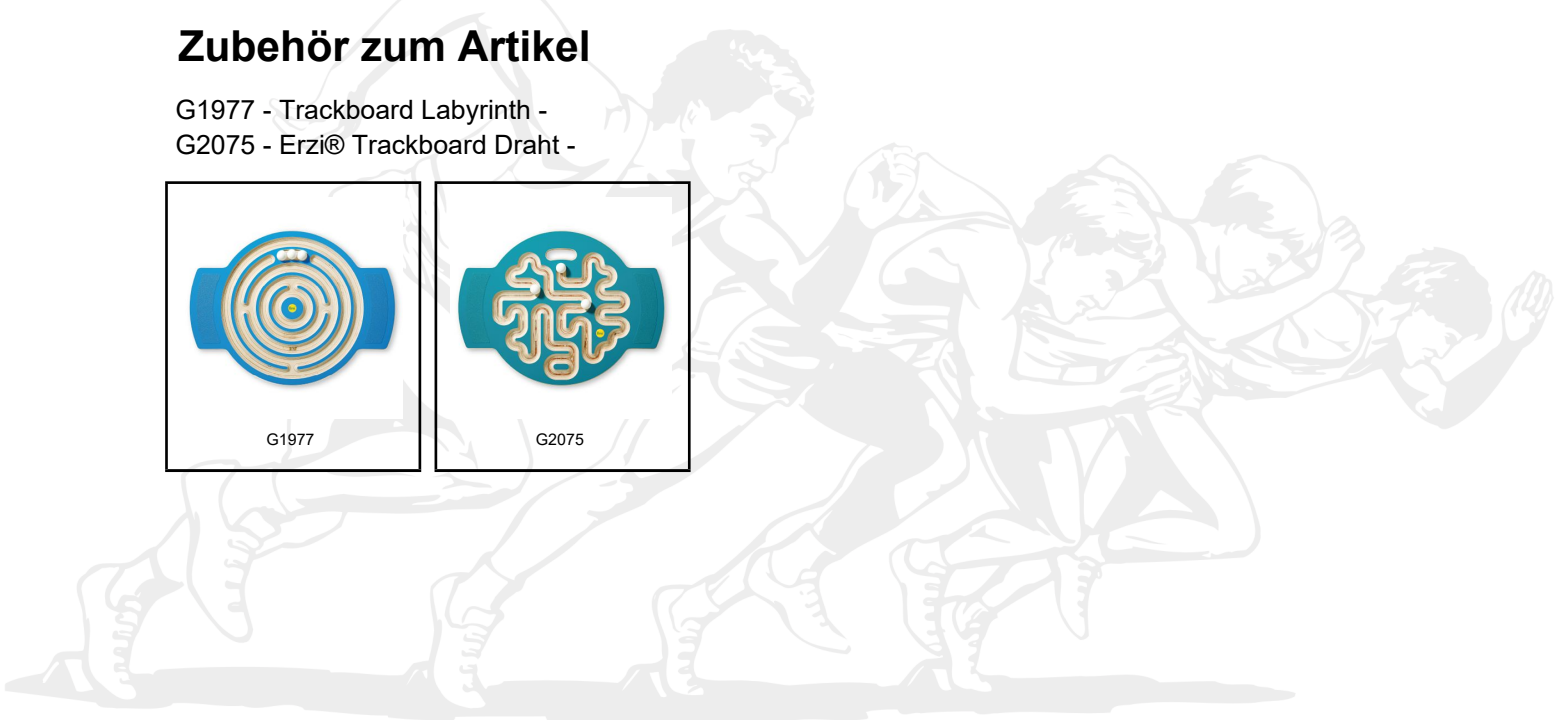 Zubehör zum Artikel
G1977 - Trackboard Labyrinth -
G2075 - Erzi® Trackboard Draht -
G1977
G2075